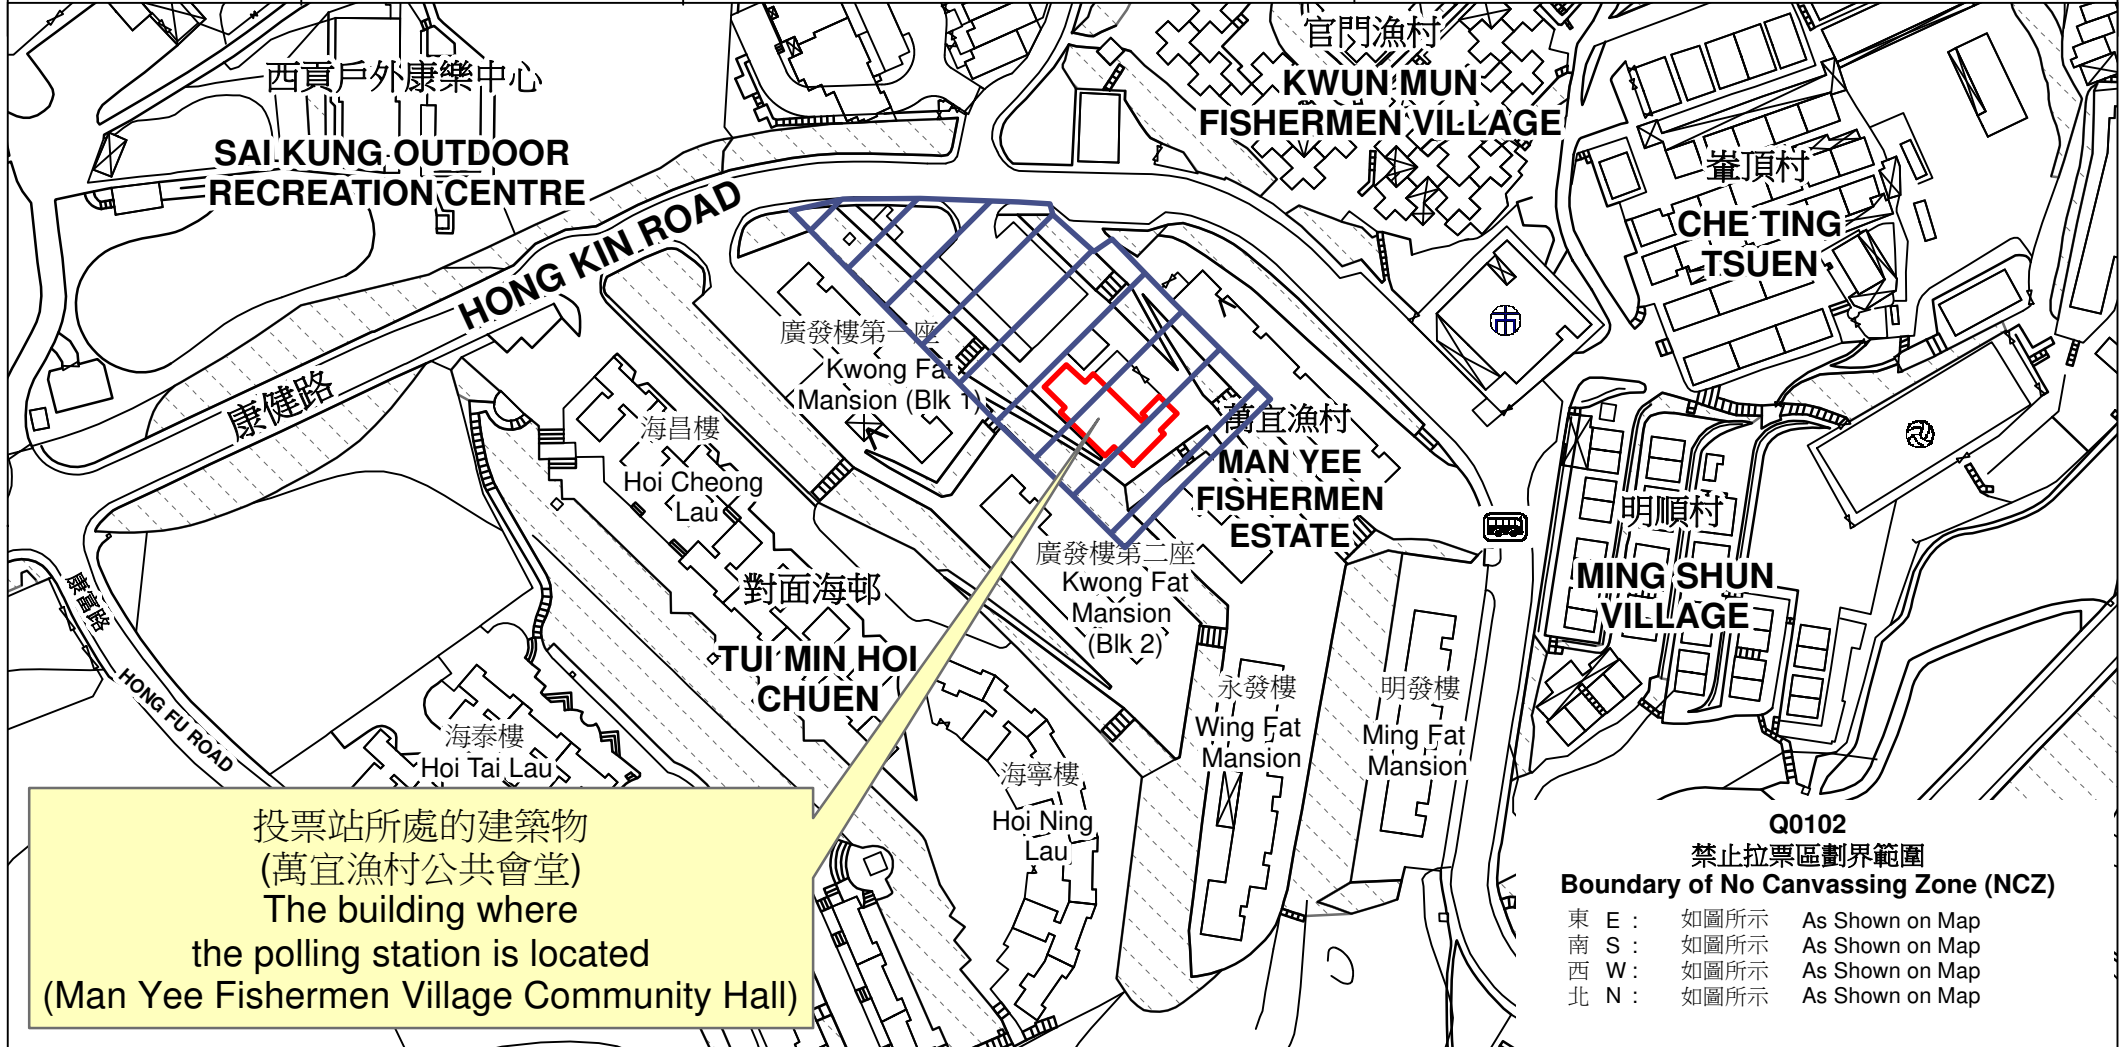 官門漁村
KWUN MUN
FISHERMEN VILLAGE
西貢戶外康樂中心
SAI KUNG OUTDOOR
RECREATION CENTRE
HONG KIN ROAD
康健路
輋頂村
CHE TING
TSUEN
廣發樓第一座
Kwong Fat
Mansion (Blk 1)
海昌樓
Hoi Cheong
Lau
萬宜漁村
MAN YEE
FISHERMEN
ESTATE
廣發樓第二座
Kwong Fat
Mansion
(Blk 2)
明順村
MING SHUN
VILLAGE
對面海邨
TUI MIN HOI
CHUEN
康富路
HONG FU ROAD
海泰樓
Hoi Tai Lau
永發樓
Wing Fat
Mansion
明發樓
Ming Fat
Mansion
海寧樓
Hoi Ning
Lau
投票站所處的建築物
(萬宜漁村公共會堂)
The building where
the polling station is located
(Man Yee Fishermen Village Community Hall)
Q0102
禁止拉票區劃界範圍
Boundary of No Canvassing Zone (NCZ)
東 E : 如圖所示 As Shown on Map
南 S : 如圖所示 As Shown on Map
西 W : 如圖所示 As Shown on Map
北 N : 如圖所示 As Shown on Map